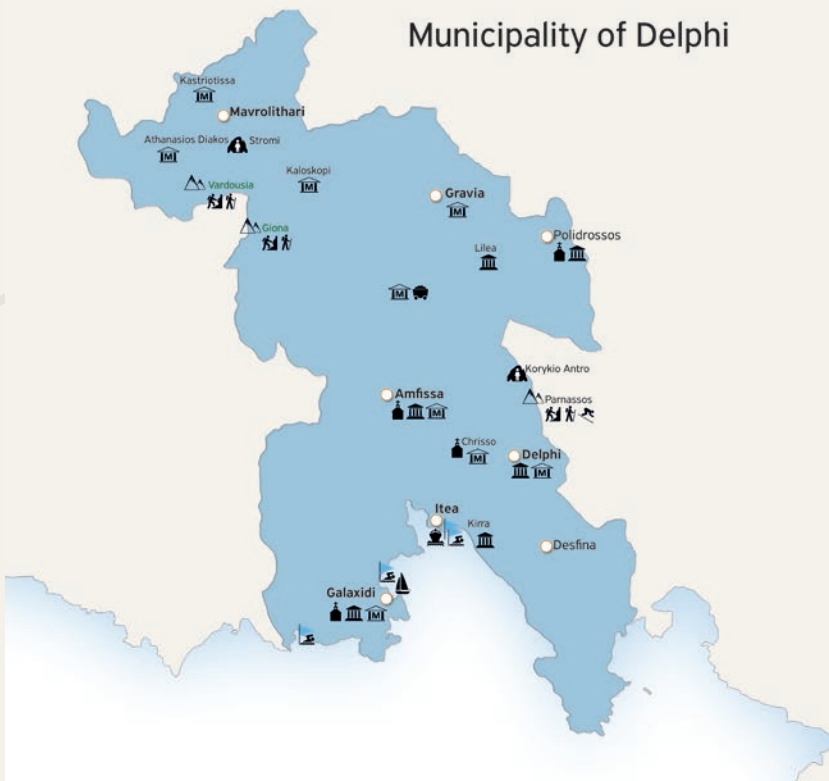 Municipality of Delphi
Kastriotissa
M
Mavrolithari
Athanasios Diakos
Stromi
M
Kaloskopi
M
Vardousia
Gravia
M
Giona
Polidrossos
Lilea
M
Korykio Antro
Amfissa
M
Parnassos
Chrisso
M
Delphi
M
Itea
Kirra
Desfina
Galaxidi
M